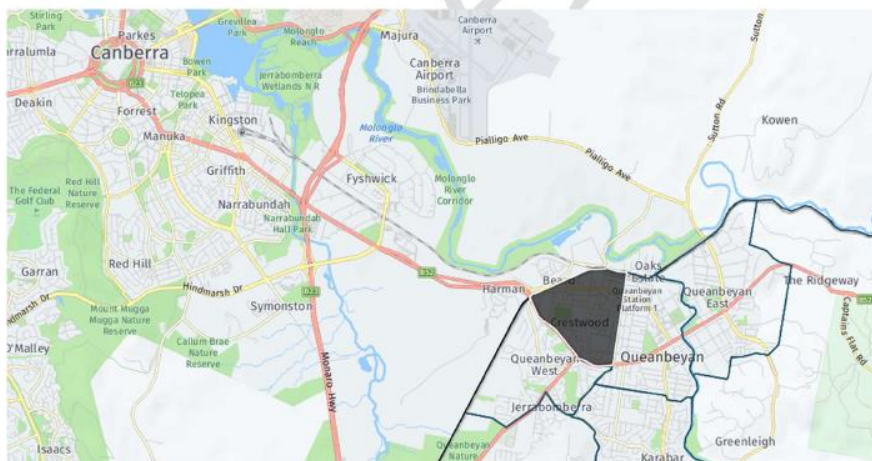 Stirling
Park
Grevillea
Park
Parkes
Molonglo
Reach
Majura
Canberra
Airport
Sutton
Canberra
Bowen
Park
Canberra
Airport
Jerrabomberra
Wetlands N R
Brindabella
Business Park
Telopea
Park
Deakin
Forrest
Kingston
Molonglo
River
Sutton Rd
Kowen
Manuka
Pialligo Ave
Pialligo Ave
Red Hill
Nature
Reserve
Griffith
Fyshwick
Molonglo
River
Corridor
The Federal
Golf Club
Narrabundah
Narrabundah
Hall Park
Garran
Red Hill
B52
Oaks
Estate
Hindmarsh Dr
Harman
Queanbeyan
Station
Platform 1
Queanbeyan
East
The Ridgeway
Symonston
B23
Mount Mugga
Mugga Nature
Reserve
Crestwood
Captains Flat Rd
O'Malley
Callum Brae
Nature
Reserve
Monaro Hwy
Queanbeyan
West
Queanbeyan
Jerrabomberra
Isaacs
Queanbeyan
Nature
Karabar
Greenleigh